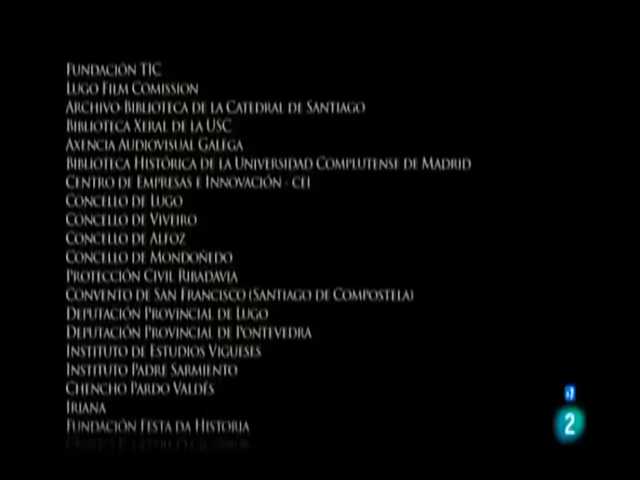 FUNDACIÓN TIC
LUGO FILM COMISSION
ARCHIVO-BIBLIOTECA DE LA CATEDRAL DE SANTIAGO
BIBLIOTECA XERAL DE LA USC
AXENCIA AUDIOVISUAL GALEGA
BIBLIOTECA HISTÓRICA DE LA UNIVERSIDAD COMPLUTENSE DE MADRID
CENTRO DE EMPRESAS E INNOVACIÓN - CEI
CONCELLO DE LUGO
CONCELLO DE VIVEIRO
CONCELLO DE ALFOZ
CONCELLO DE MONDOÑEDO
PROTECCIÓN CIVIL RIBADAVIA
CONVENTO DE SAN FRANCISCO (SANTIAGO DE COMPOSTELA)
DEPUTACIÓN PROVINCIAL DE LUGO
DEPUTACIÓN PROVINCIAL DE PONTEVEDRA
INSTITUTO DE ESTUDIOS VIGUESES
INSTITUTO PADRE SARMIENTO
CHENCHO PARDO VALDÉS
IRIANA
FUNDACIÓN FESTA DA HISTORIA
2